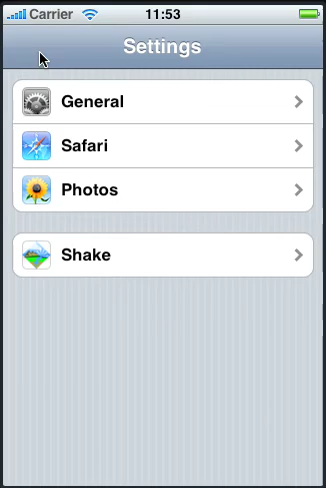 Carrier 11:53
Settings
General
Safari
Photos
Shake